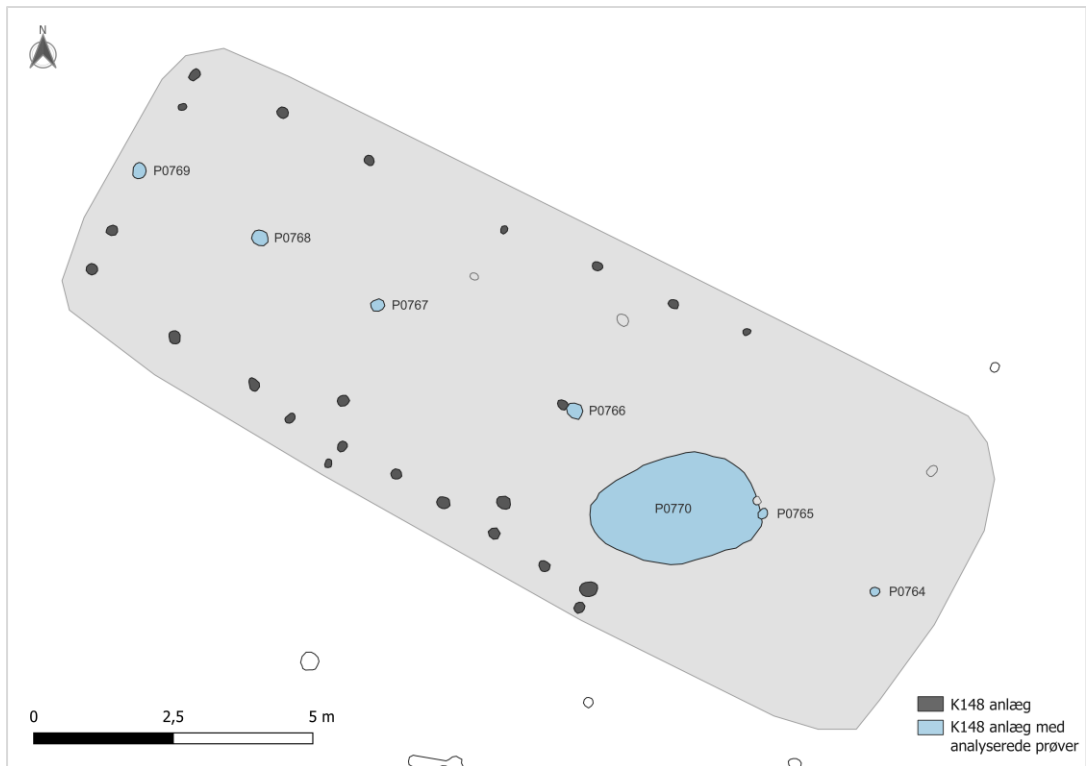 N
P0769
P0768
P0767
P0766
P0770
P0765
P0764
0 2,5 5 m
K148 anlæg
K148 anlæg med
analyserede prøver